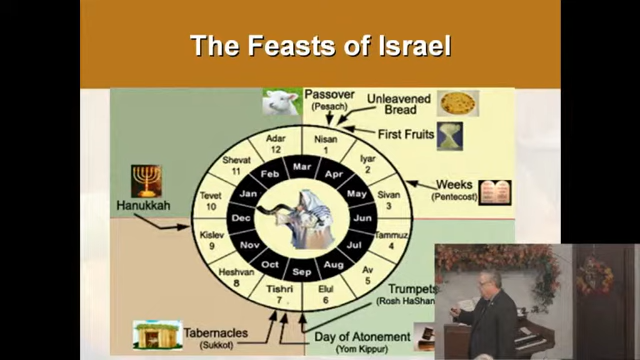 The Feasts of Israel
Passover
(Pesach)
Unleavened
Bread
First Fruits
Weeks
(Pentecost)
Trumpets
(Rosh HaShan
Day of Atonement
(Yom Kippur)
Tabernacles
(Sukkot)
Hanukkah
Nisan
1
Iyar
2
Sivan
3
Tammuz
4
Av
5
Elul
6
Tishri
7
Heshvan
8
Kislev
9
Tevet
10
Shevat
11
Adar
12
Mar
Apr
May
Jun
Jul
Aug
Sep
Oct
Nov
Dec
Jan
Feb